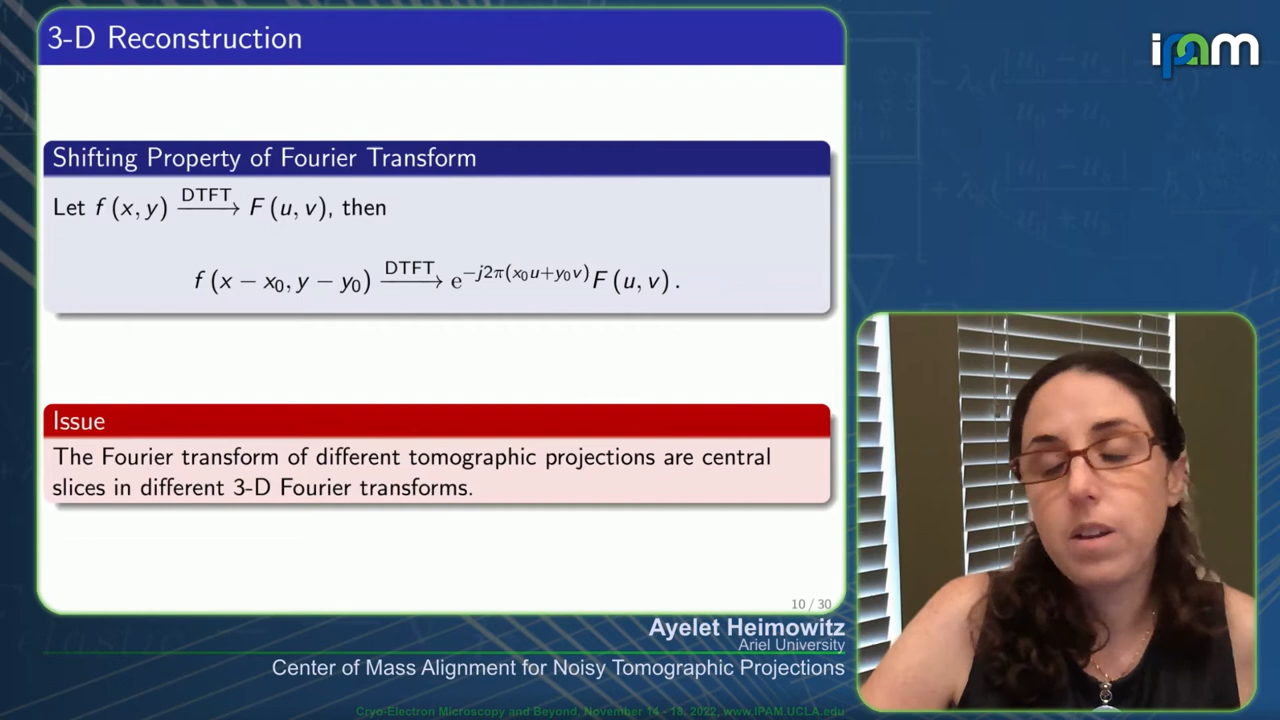 3-D Reconstruction
ipam
Shifting Property of Fourier Transform
Let f (x, y) DTFT⟶ F (u, v), then
f (x − x₀, y − y₀) DTFT⟶ e^{−j2π(x₀u+y₀v)} F (u, v) .
Issue
The Fourier transform of different tomographic projections are central
slices in different 3-D Fourier transforms.
10 / 30
Ayelet Heimowitz
Ariel University
Center of Mass Alignment for Noisy Tomographic Projections
Cryo-Electron Microscopy and Beyond, November 14 - 18, 2022, www.IPAM.UCLA.edu